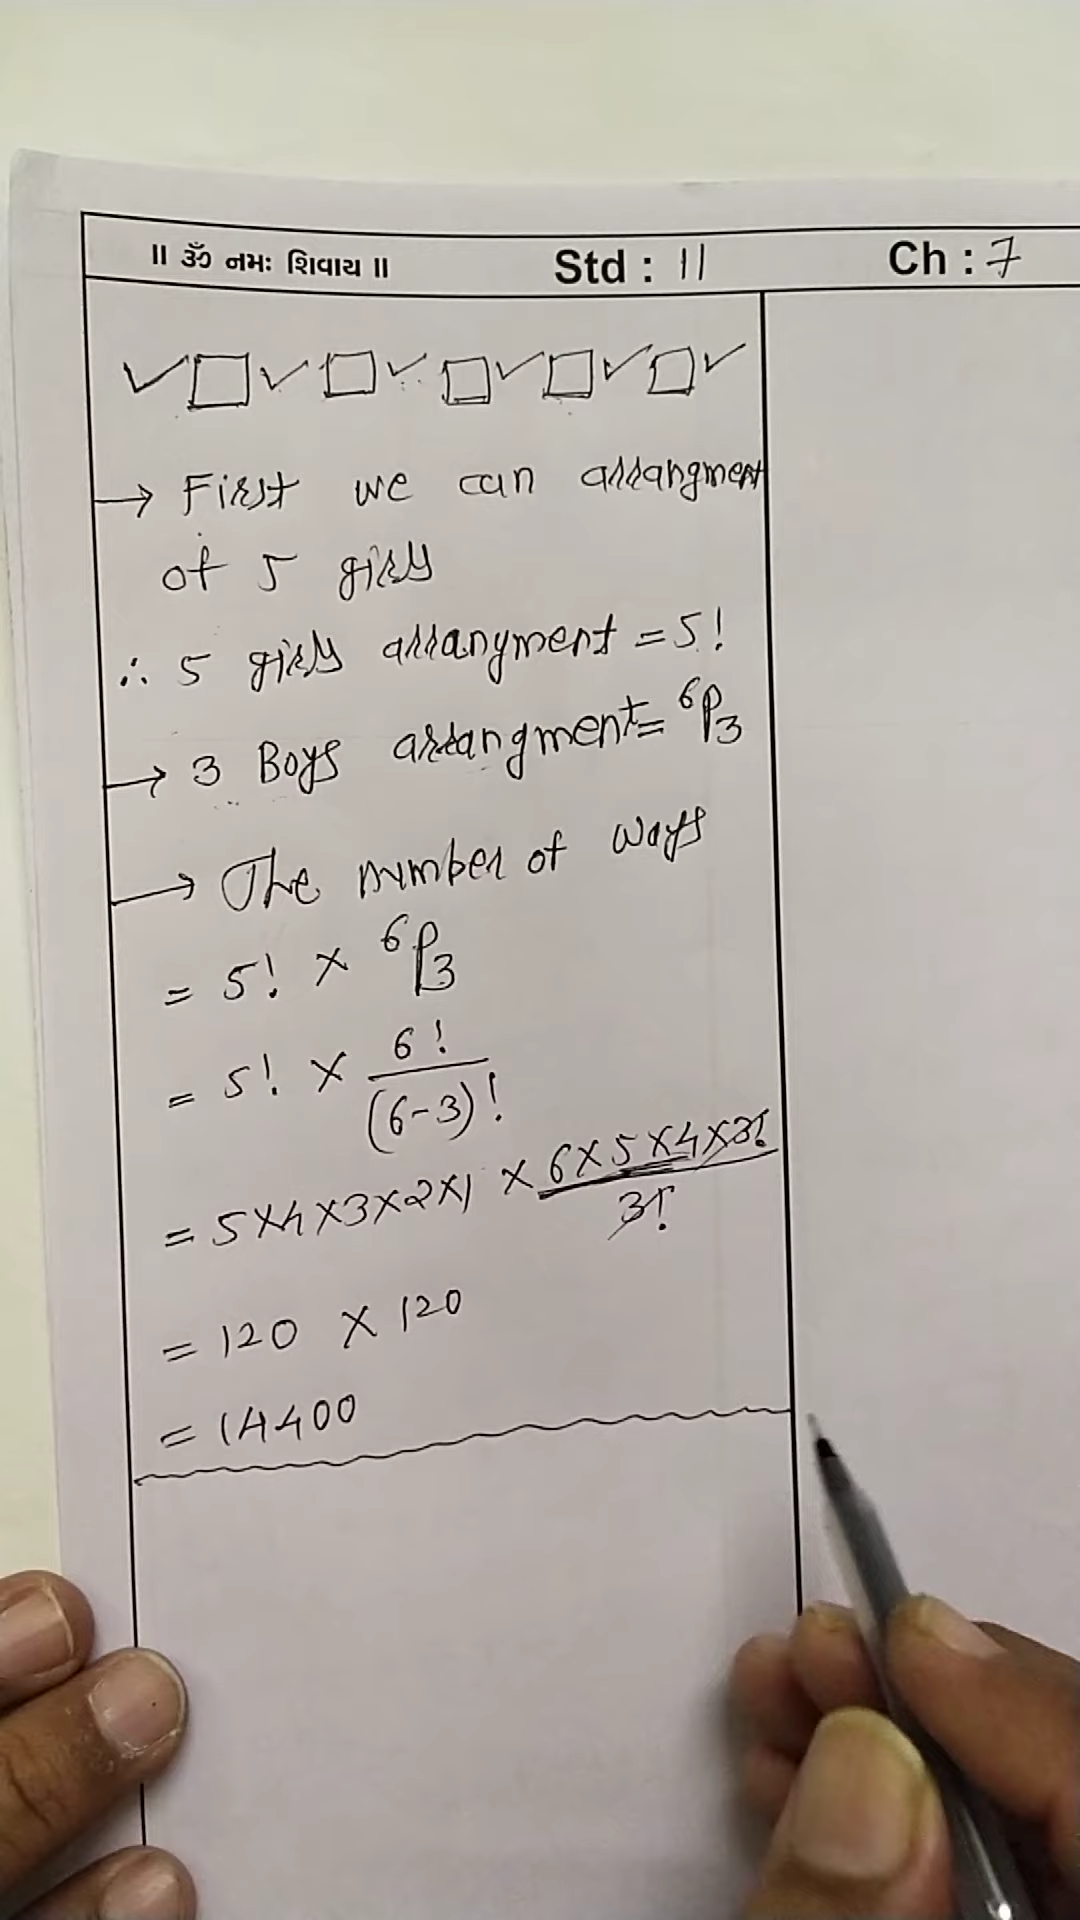 ॥ ૐ નમઃ શિવાય ॥ Std : 11 Ch : 7
→ First we can arrangment
of 5 girls
∴ 5 girls arrangment = 5!
→ 3 Boys arrangment = ⁶P₃
→ The number of ways
= 5! × ⁶P₃
= 5! × 6! / (6-3)!
= 5×4×3×2×1 × 6×5×4×3! / 3!
= 120 × 120
= 14400